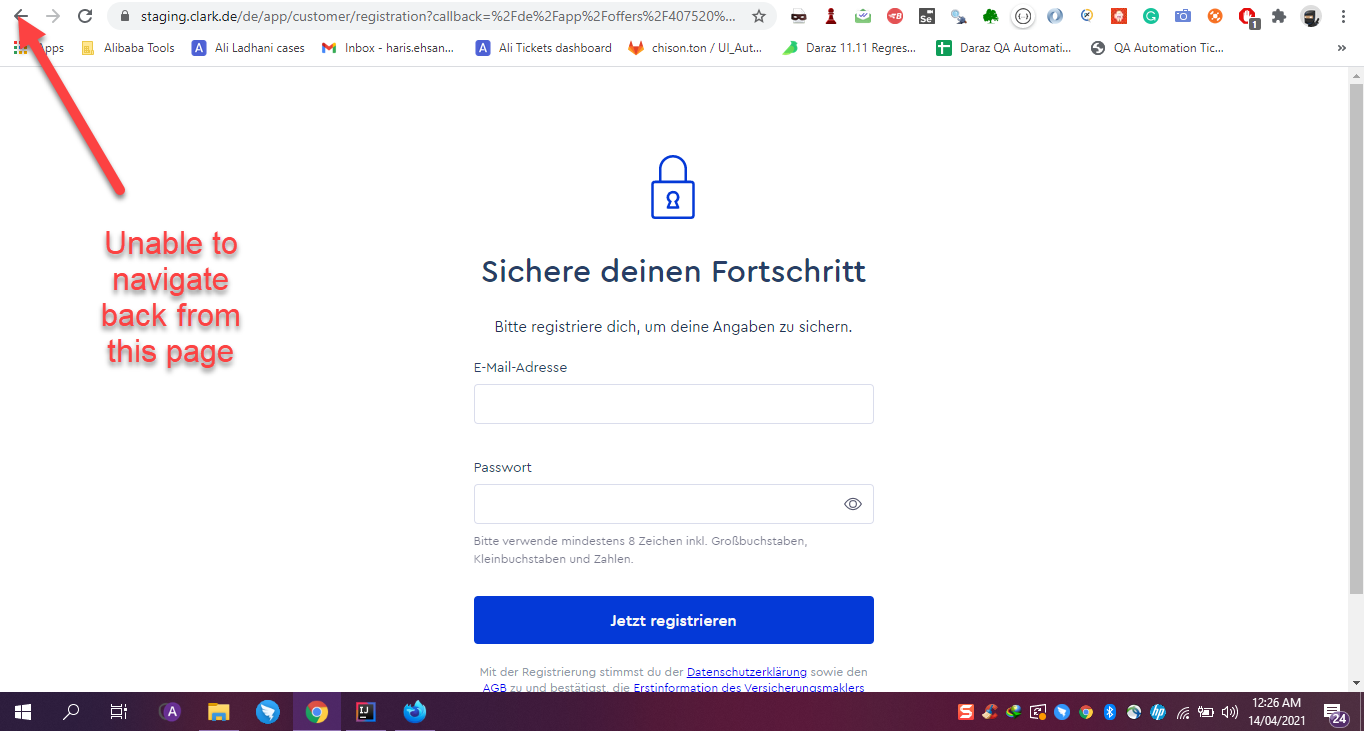 staging.clark.de/de/app/customer/registration?callback=%2Fde%2Fapp%2Foffers%2F407520%...
Apps Alibaba Tools Ali Ladhani cases Inbox - haris.ehsan... Ali Tickets dashboard chison.ton / UI_Aut... Daraz 11.11 Regres... Daraz QA Automati... QA Automation Tic... »
Unable to
navigate
back from
this page
Sichere deinen Fortschritt
Bitte registriere dich, um deine Angaben zu sichern.
E-Mail-Adresse
Passwort
Bitte verwende mindestens 8 Zeichen inkl. Großbuchstaben,
Kleinbuchstaben und Zahlen.
Jetzt registrieren
Mit der Registrierung stimmst du der Datenschutzerklärung sowie den
AGB zu und bestätigst, die Erstinformation des Versicherungsmaklers
12:26 AM
14/04/2021
24